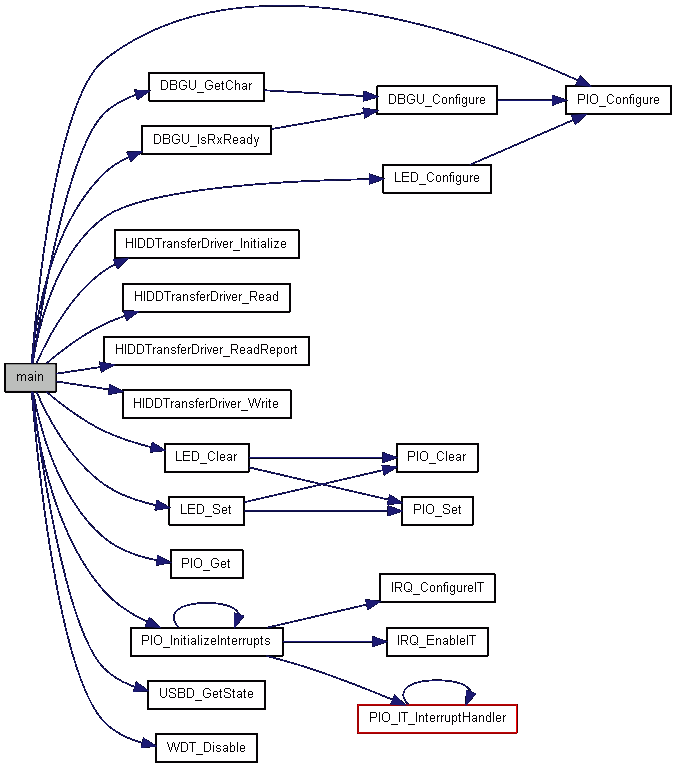 DBGU_GetChar
DBGU_Configure
PIO_Configure
DBGU_IsRxReady
LED_Configure
HIDDTransferDriver_Initialize
HIDDTransferDriver_Read
HIDDTransferDriver_ReadReport
main
HIDDTransferDriver_Write
LED_Clear
PIO_Clear
LED_Set
PIO_Set
PIO_Get
IRQ_ConfigureIT
PIO_InitializeInterrupts
IRQ_EnableIT
USBD_GetState
PIO_IT_InterruptHandler
WDT_Disable